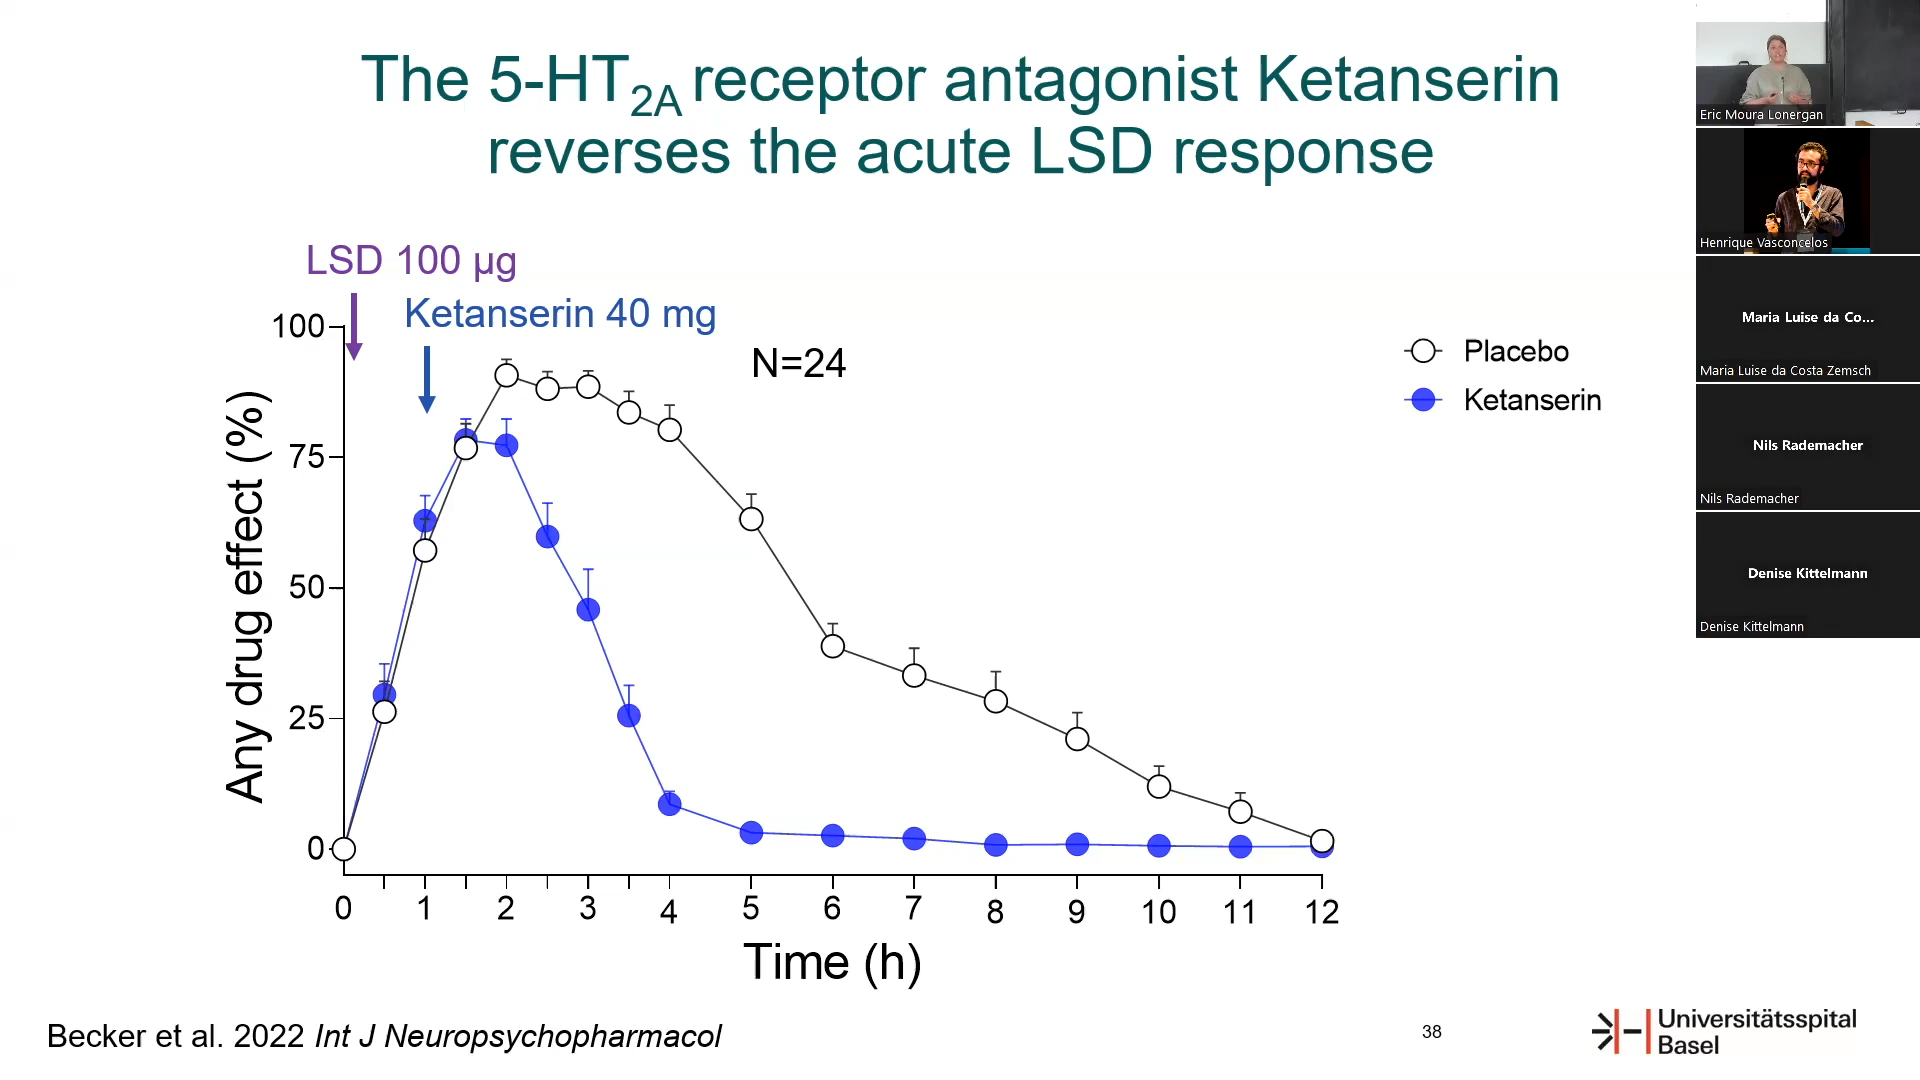 The 5-HT2A receptor antagonist Ketanserin
reverses the acute LSD response
LSD 100 µg
Ketanserin 40 mg
N=24
Placebo
Ketanserin
Any drug effect (%)
100
75
50
25
0
0 1 2 3 4 5 6 7 8 9 10 11 12
Time (h)
Becker et al. 2022 Int J Neuropsychopharmacol
38
Universitätsspital
Basel
Eric Moura Lonergan
Henrique Vasconcelos
Maria Luise da Co...
Maria Luise da Costa Zemsch
Nils Rademacher
Nils Rademacher
Denise Kittelmann
Denise Kittelmann